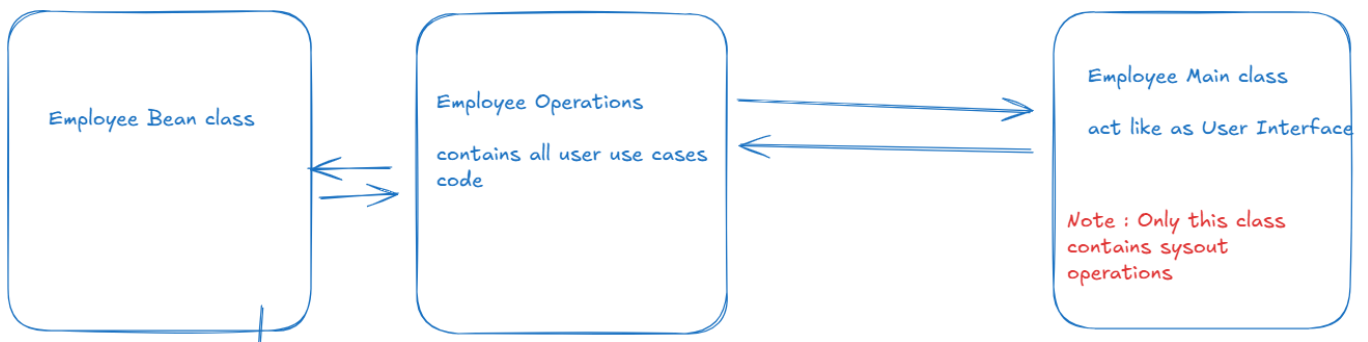 Employee Bean class
Employee Operations
contains all user use cases
code
Employee Main class
act like as User Interface
Note : Only this class
contains sysout
operations